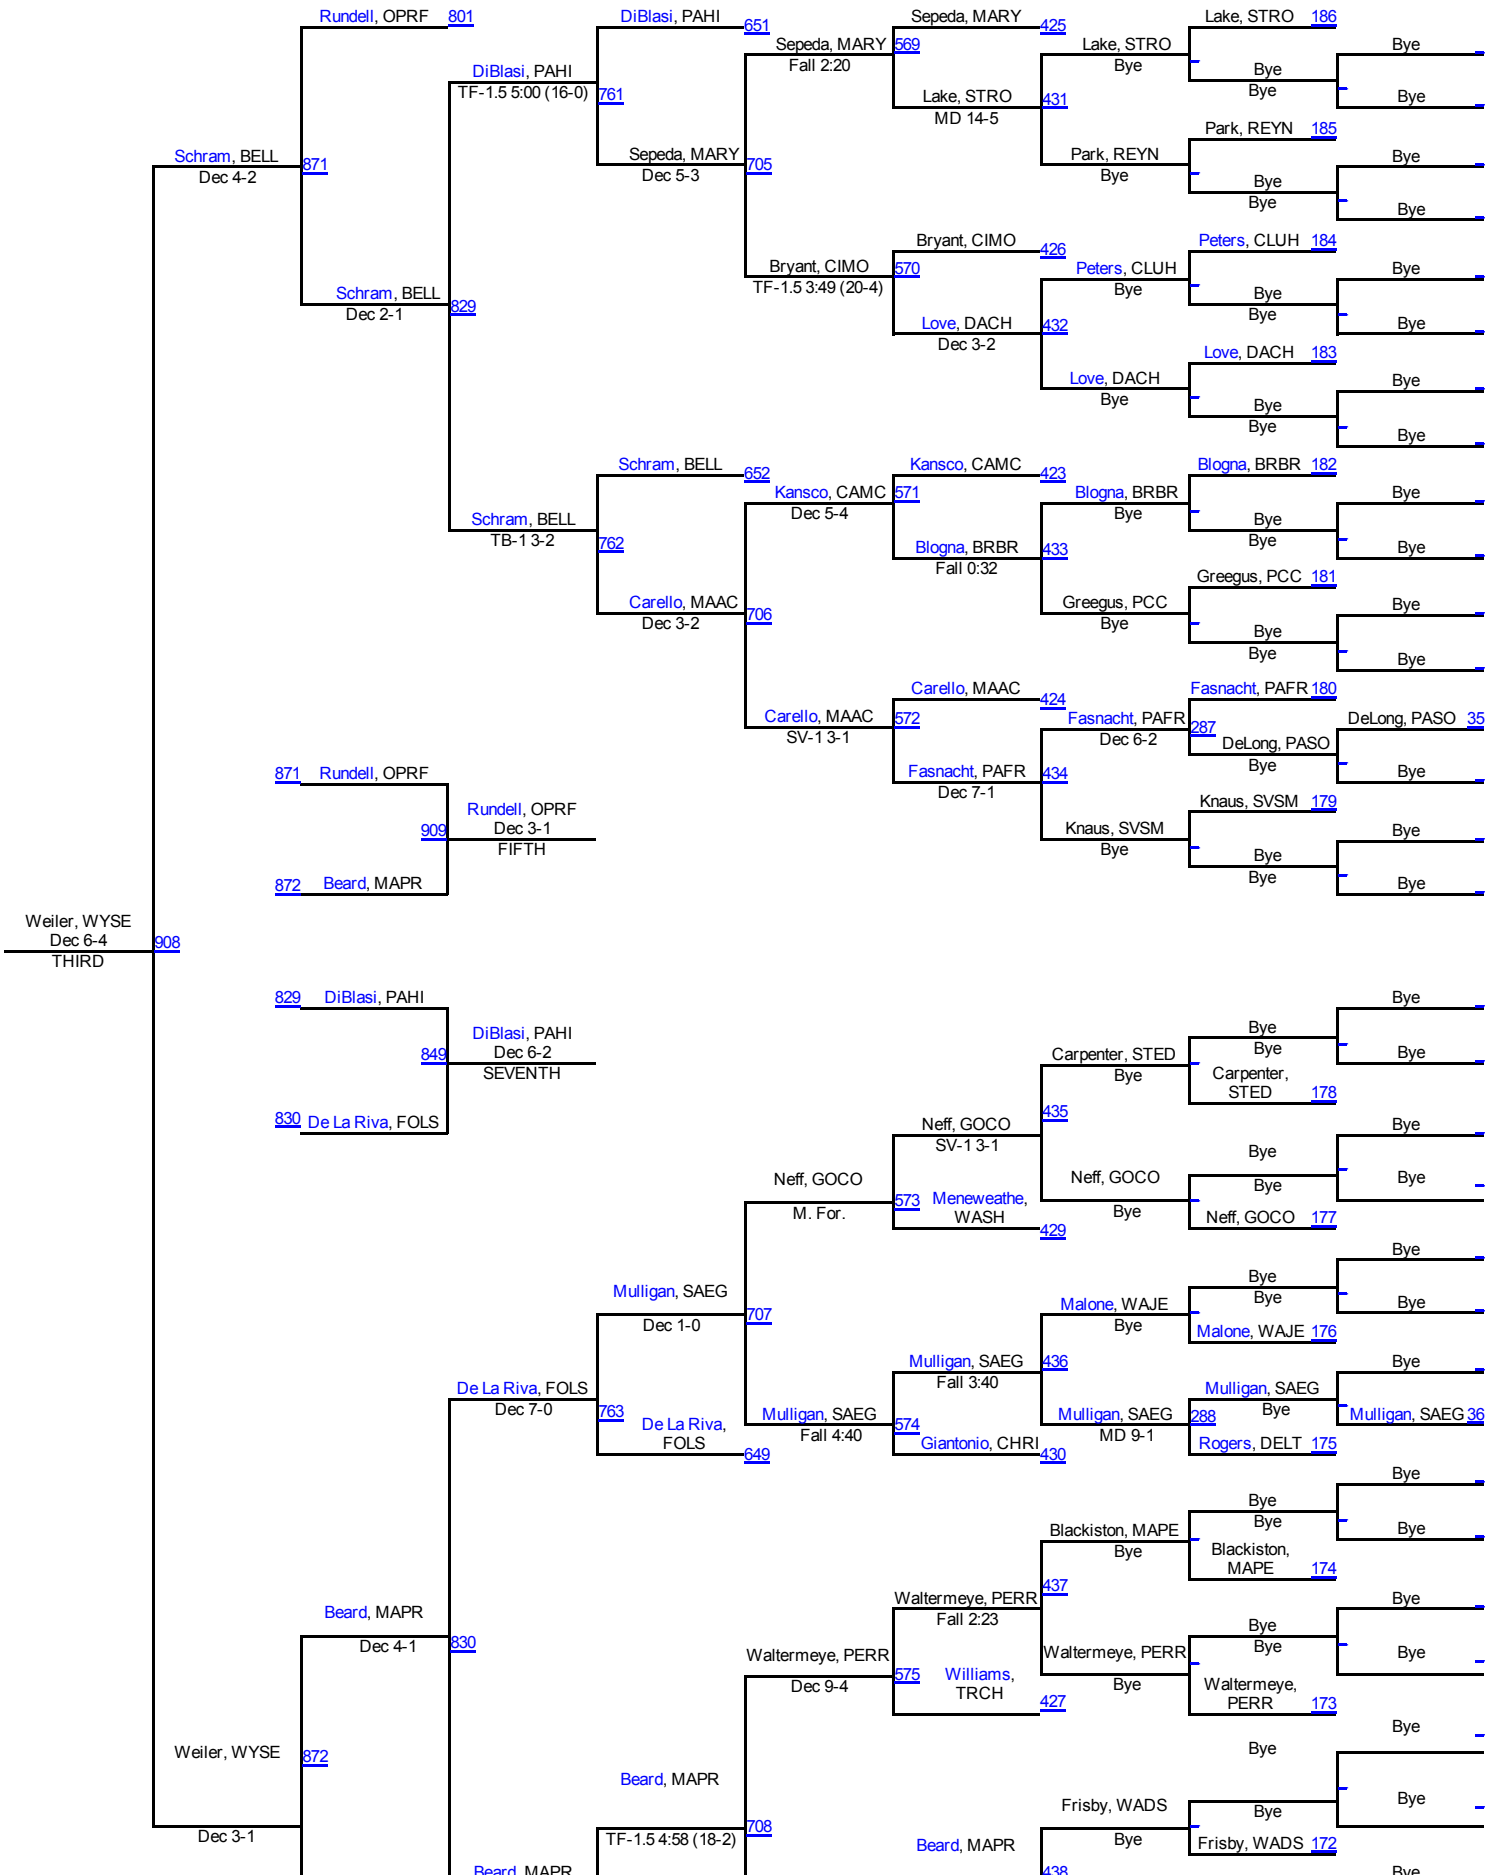 Rundell, OPRF 801
DiBlasi, PAHI
651
Sepeda, MARY
425
Lake, STRO 186
Bye
Sepeda, MARY 569
Fall 2:20
Lake, STRO
Bye
Bye
Bye
DiBlasi, PAHI
TF-1.5 5:00 (16-0) 761
Lake, STRO 431
MD 14-5
Bye
Park, REYN 185
Schram, BELL 871
Dec 4-2
Sepeda, MARY 705
Dec 5-3
Park, REYN
Bye
Bye
Bye
Bye
Bye
Bryant, CIMO
426
Peters, CLUH 184
Bryant, CIMO 570
TF-1.5 3:49 (20-4)
Peters, CLUH
Bye
Bye
Bye
Bye
Schram, BELL 829
Dec 2-1
Love, DACH 432
Dec 3-2
Bye
Love, DACH 183
Love, DACH
Bye
Bye
Bye
Bye
Bye
Schram, BELL
652
Kansco, CAMC
423
Blogna, BRBR 182
Kansco, CAMC 571
Dec 5-4
Blogna, BRBR
Bye
Bye
Bye
Bye
Schram, BELL
TB-1 3-2
762
Blogna, BRBR 433
Fall 0:32
Bye
Greegus, PCC 181
Carello, MAAC 706
Dec 3-2
Greegus, PCC
Bye
Bye
Bye
Bye
Bye
Carello, MAAC
424
Fasnacht, PAFR 180
Carello, MAAC 572
SV-1 3-1
Fasnacht, PAFR 287
Dec 6-2
DeLong, PASO 35
DeLong, PASO
Bye
871 Rundell, OPRF
Fasnacht, PAFR 434
Dec 7-1
Bye
Knaus, SVSM 179
Rundell, OPRF
909 Dec 3-1
FIFTH
Knaus, SVSM
Bye
Bye
Bye
Bye
872 Beard, MAPR
Bye
Weiler, WYSE
Dec 6-4 908
THIRD
829 DiBlasi, PAHI
Bye
DiBlasi, PAHI
849 Dec 6-2
SEVENTH
Carpenter, STED
Bye
Bye
Bye
Bye
Carpenter,
STED 178
830 De La Riva, FOLS
Neff, GOCO 435
SV-1 3-1
Bye
Neff, GOCO
M. For.
573 Meneweathe,
WASH
429
Neff, GOCO
Bye
Bye
Bye
Bye
Neff, GOCO 177
Bye
Mulligan, SAEG 707
Dec 1-0
Malone, WAJE
Bye
Bye
Bye
Bye
Malone, WAJE 176
Mulligan, SAEG 436
Fall 3:40
Bye
De La Riva, FOLS
Dec 7-0 763
De La Riva,
FOLS
649
Mulligan, SAEG 574
Fall 4:40
Giantonio, CHRI 430
Mulligan, SAEG 288
MD 9-1
Mulligan, SAEG
Bye
Mulligan, SAEG 36
Rogers, DELT 175
Bye
Blackiston, MAPE
Bye
Bye
Bye
Bye
Blackiston,
MAPE 174
Beard, MAPR 830
Dec 4-1
Waltermeye, PERR 437
Fall 2:23
Bye
Waltermeye, PERR
Dec 9-4
575 Williams,
TRCH
427
Waltermeye, PERR
Bye
Bye
Bye
Bye
Waltermeye,
PERR 173
Weiler, WYSE 872
Dec 3-1
Bye
Bye
Beard, MAPR 708
TF-1.5 4:58 (18-2)
Frisby, WADS
Bye
Bye
Bye
Frisby, WADS 172
Beard, MAPR
438
Beard, MAPR
Bye